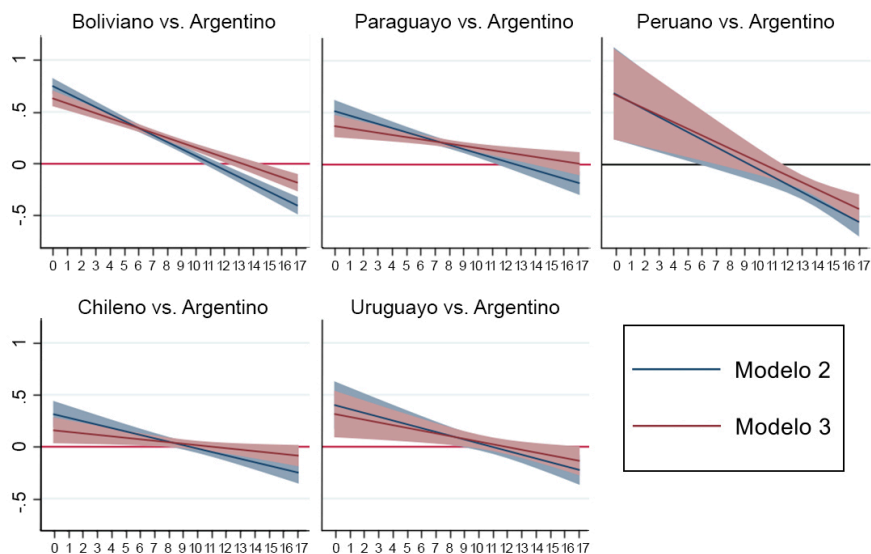 Boliviano vs. Argentino
Paraguayo vs. Argentino
Peruano vs. Argentino
1
.5
0
-.5
0 1 2 3 4 5 6 7 8 9 10 11 12 13 14 15 16 17
0 1 2 3 4 5 6 7 8 9 10 11 12 13 14 15 16 17
0 1 2 3 4 5 6 7 8 9 10 11 12 13 14 15 16 17
Chileno vs. Argentino
Uruguayo vs. Argentino
1
.5
0
-.5
0 1 2 3 4 5 6 7 8 9 10 11 12 13 14 15 16 17
0 1 2 3 4 5 6 7 8 9 10 11 12 13 14 15 16 17
Modelo 2
Modelo 3